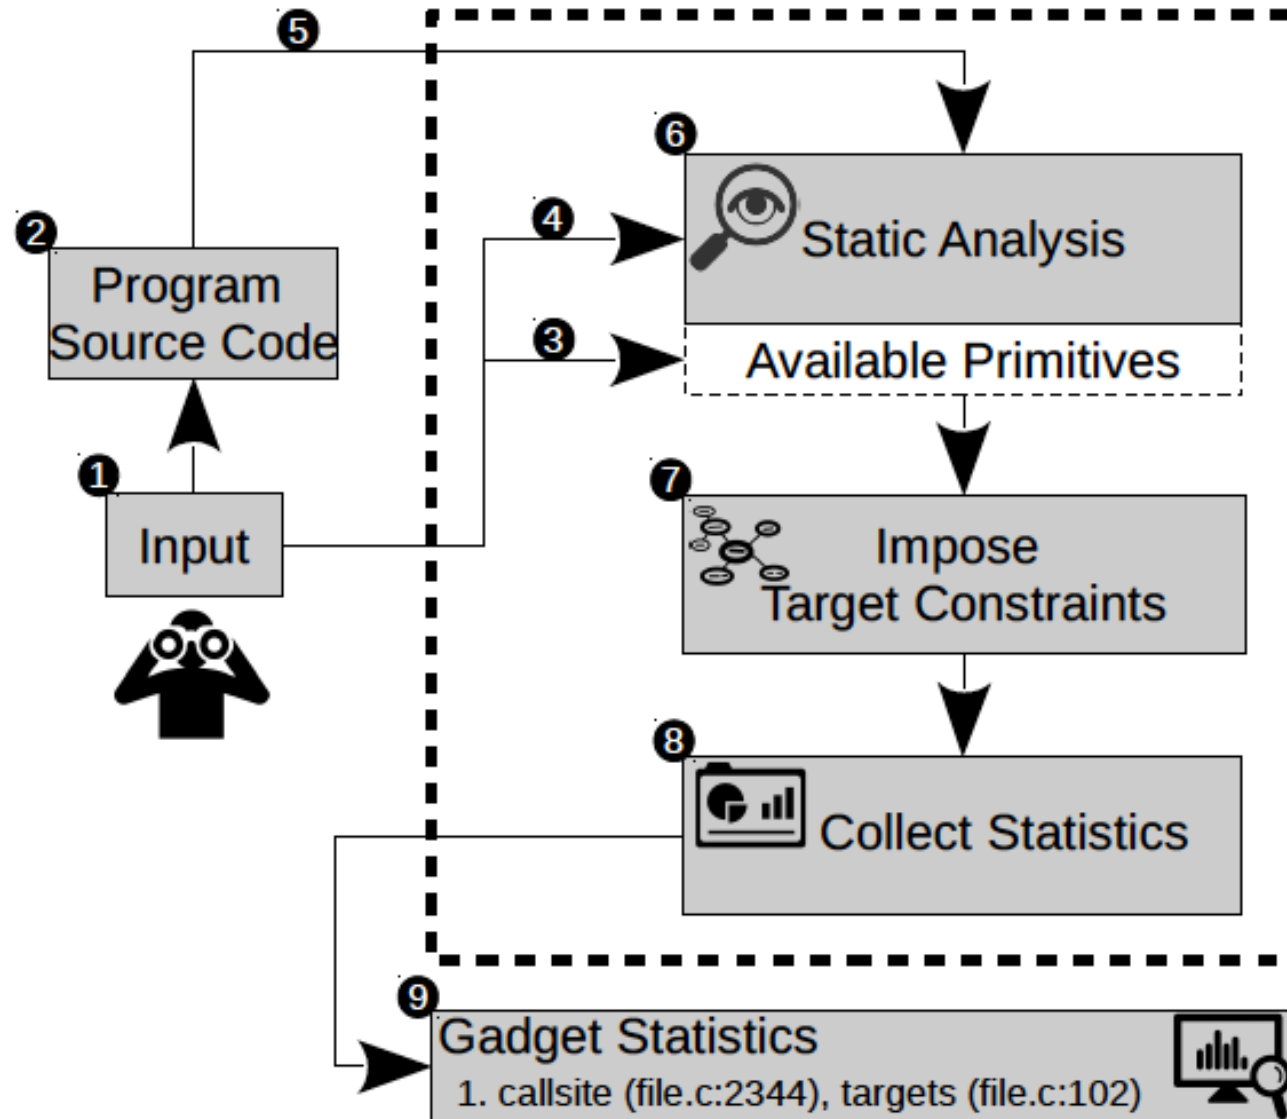 5
6
Static Analysis
4
2
Program
Source Code
3
Available Primitives
1
Input
7
Impose
Target Constraints
8
Collect Statistics
9
Gadget Statistics
1. callsite (file.c:2344), targets (file.c:102)